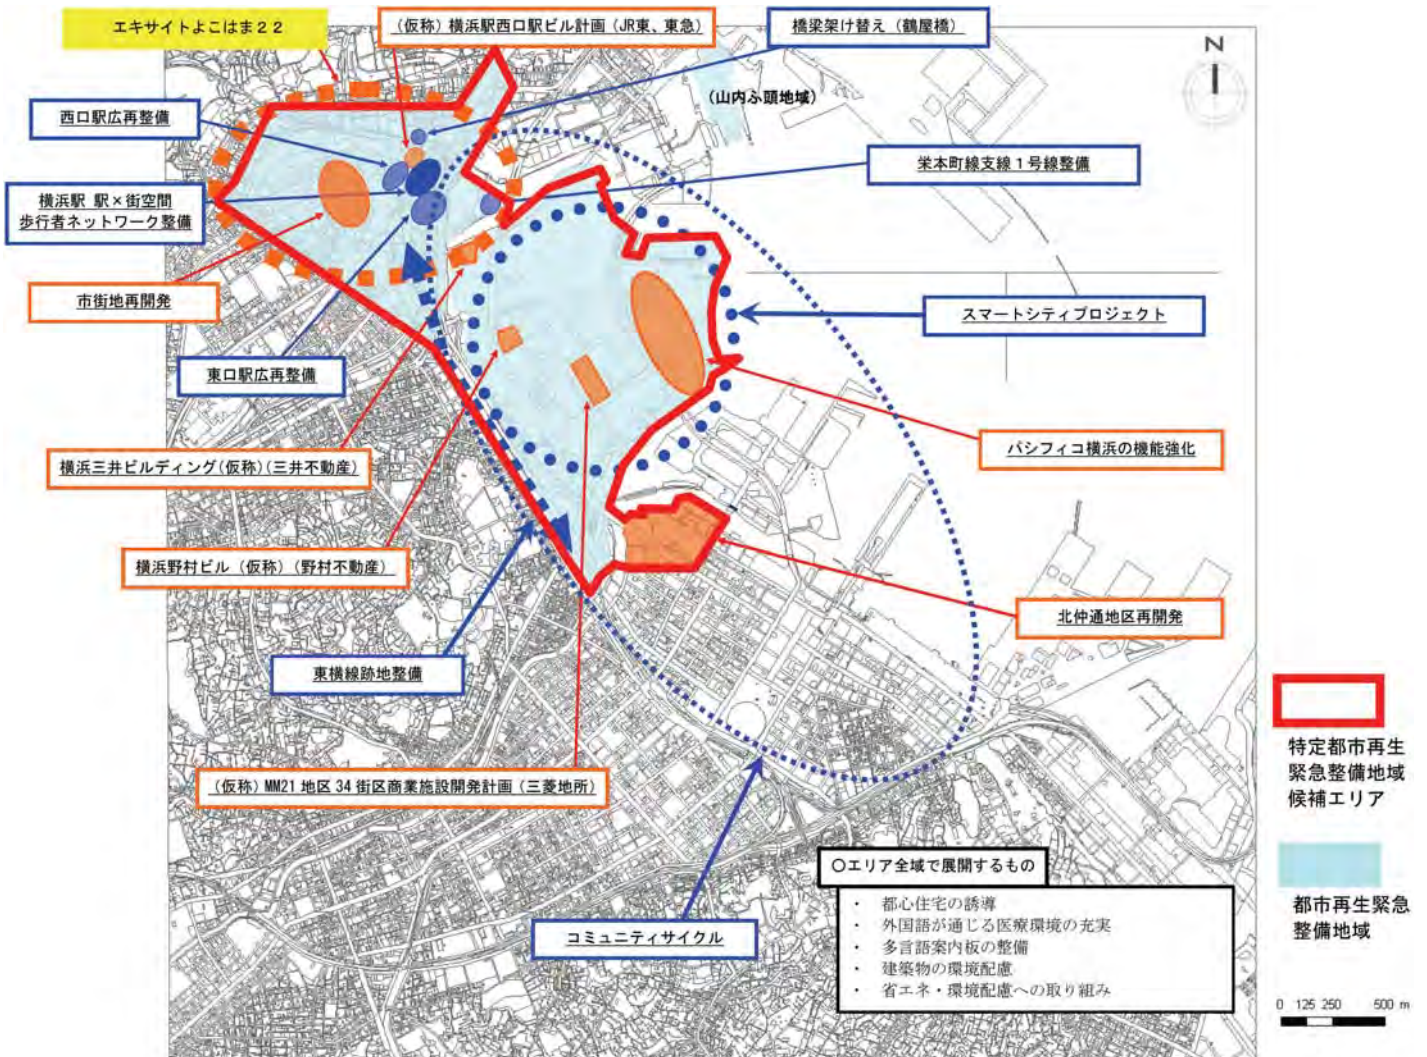 エキサイトよこはま２２
(仮称) 横浜駅西口駅ビル計画 (JR東、東急)
橋梁架け替え (鶴屋橋)
N
(山内ふ頭地域)
西口駅広再整備
栄本町線支線１号線整備
横浜駅 駅×街空間
歩行者ネットワーク整備
市街地再開発
スマートシティプロジェクト
東口駅広再整備
パシフィコ横浜の機能強化
横浜三井ビルディング(仮称)(三井不動産)
横浜野村ビル (仮称) (野村不動産)
北仲通地区再開発
東横線跡地整備
特定都市再生
緊急整備地域
候補エリア
(仮称) MM21 地区 34 街区商業施設開発計画 (三菱地所)
〇エリア全域で展開するもの
・ 都心住宅の誘導
・ 外国語が通じる医療環境の充実
・ 多言語案内板の整備
・ 建築物の環境配慮
・ 省エネ・環境配慮への取り組み
都市再生緊急
整備地域
コミュニティサイクル
0 125 250 500 m